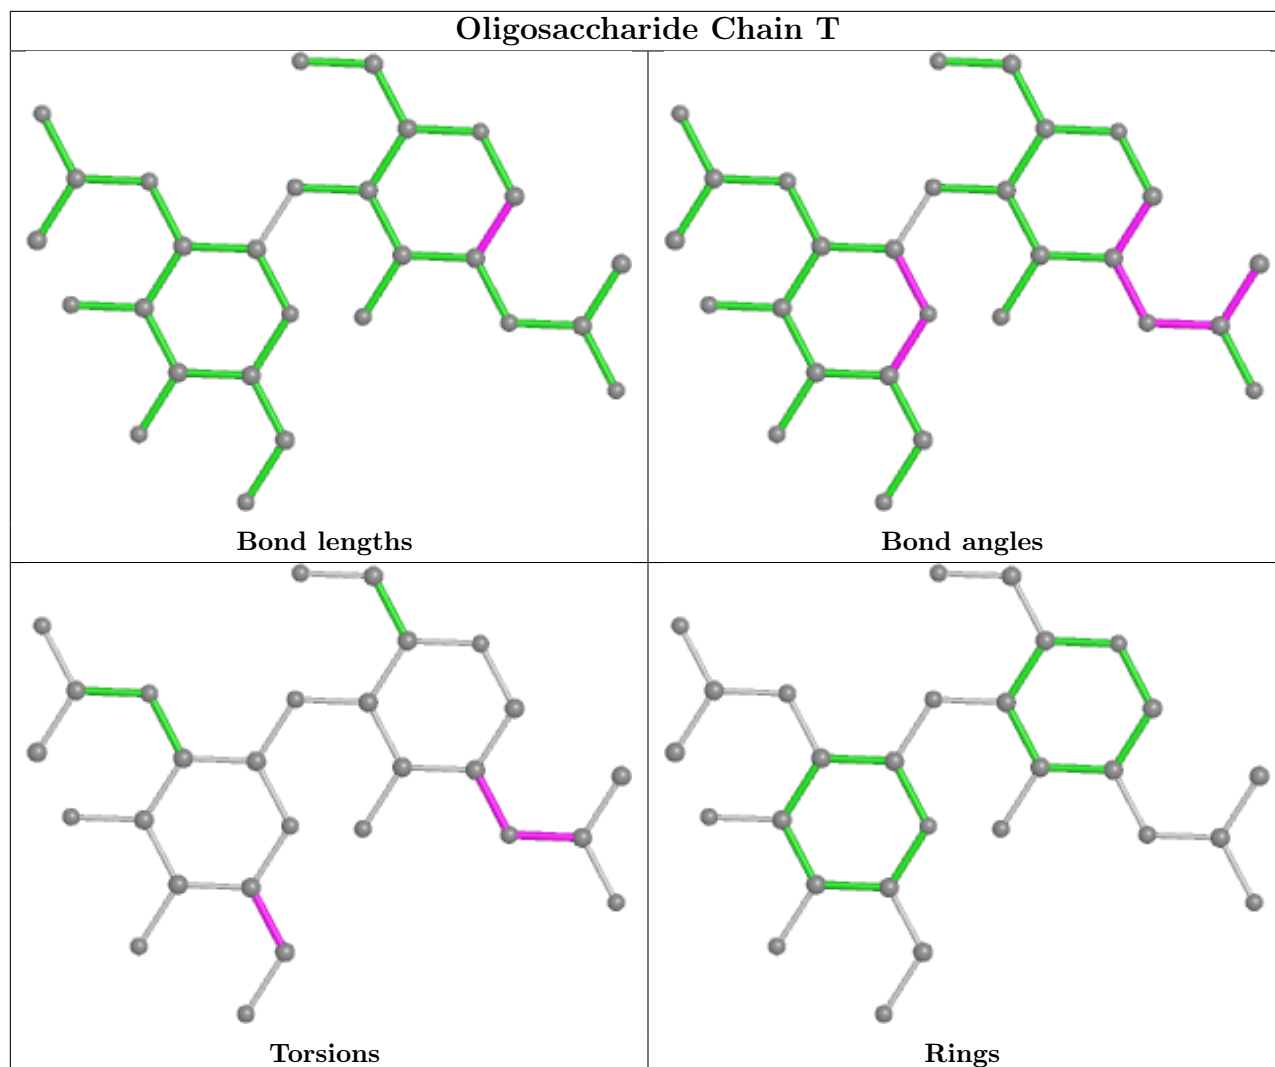 Oligosaccharide Chain T
Bond lengths
Bond angles
Torsions
Rings